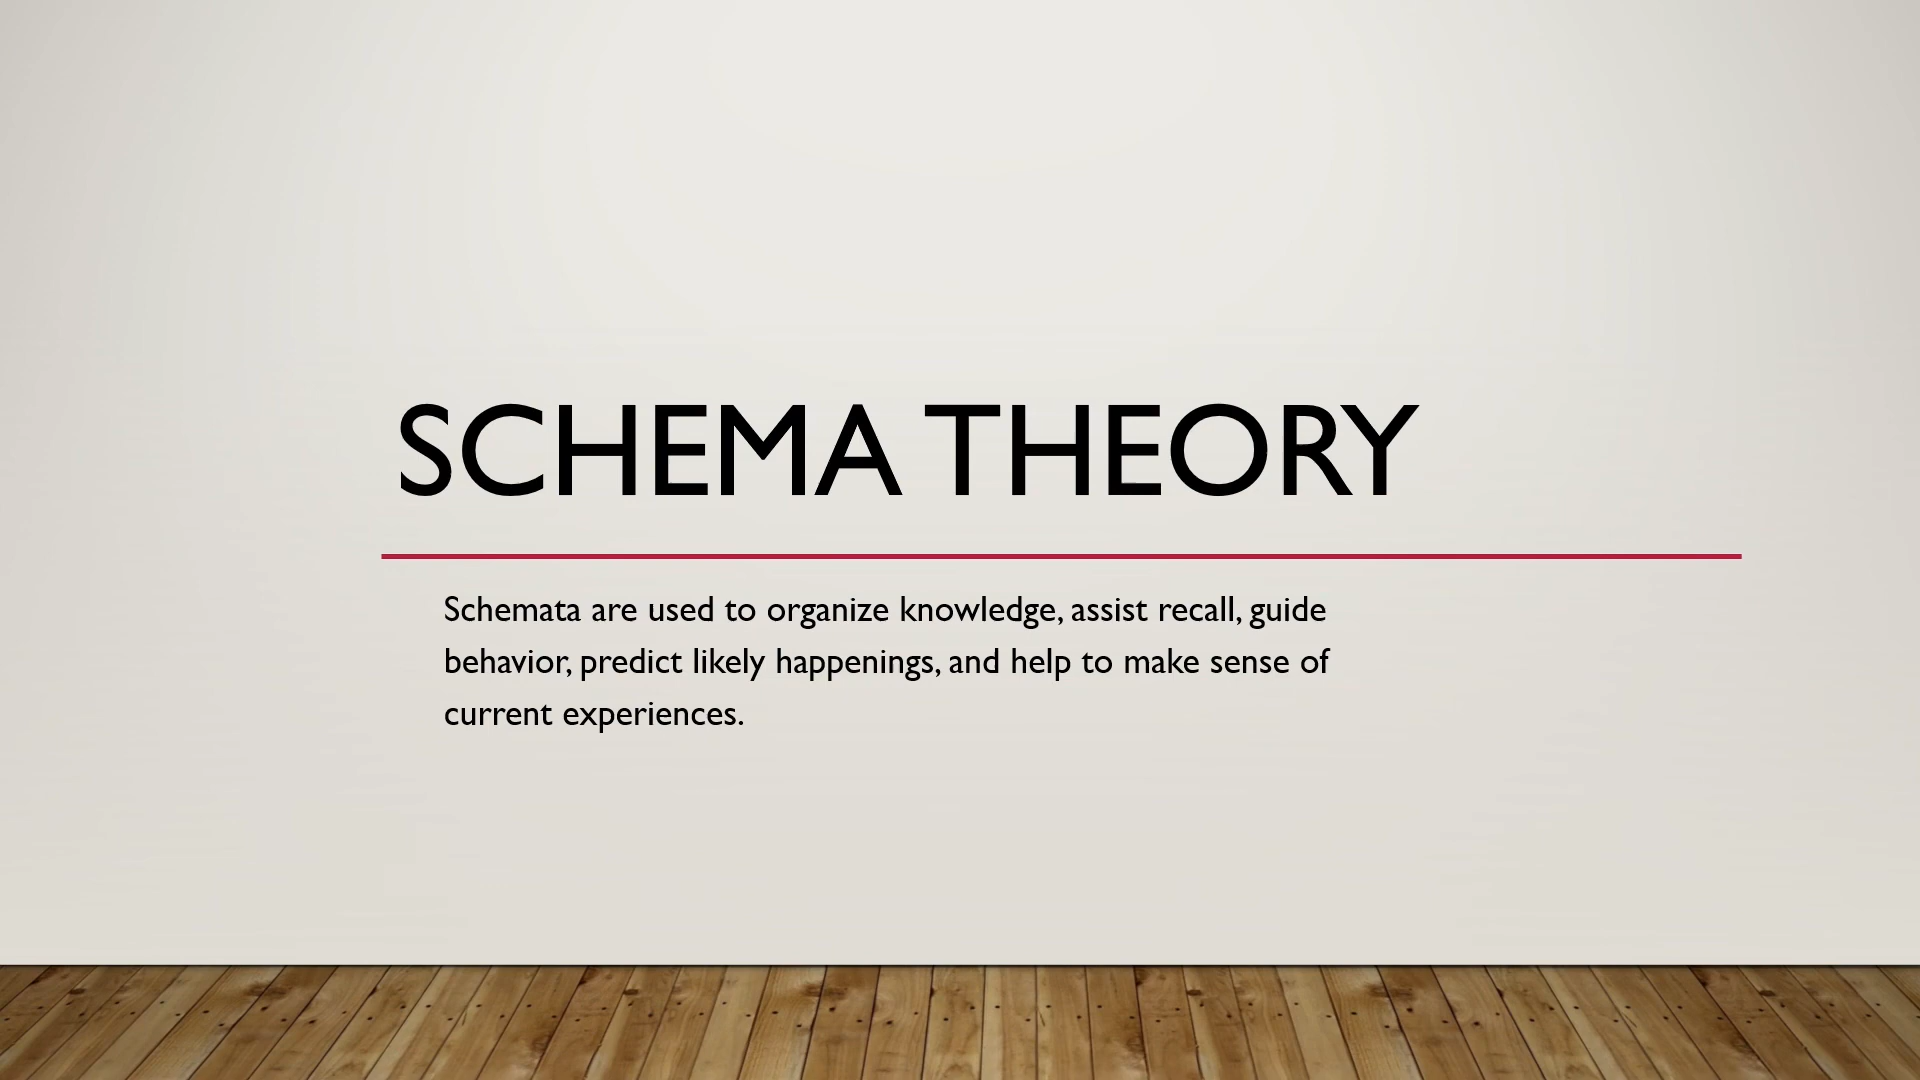 SCHEMA THEORY
Schemata are used to organize knowledge, assist recall, guide
behavior, predict likely happenings, and help to make sense of
current experiences.